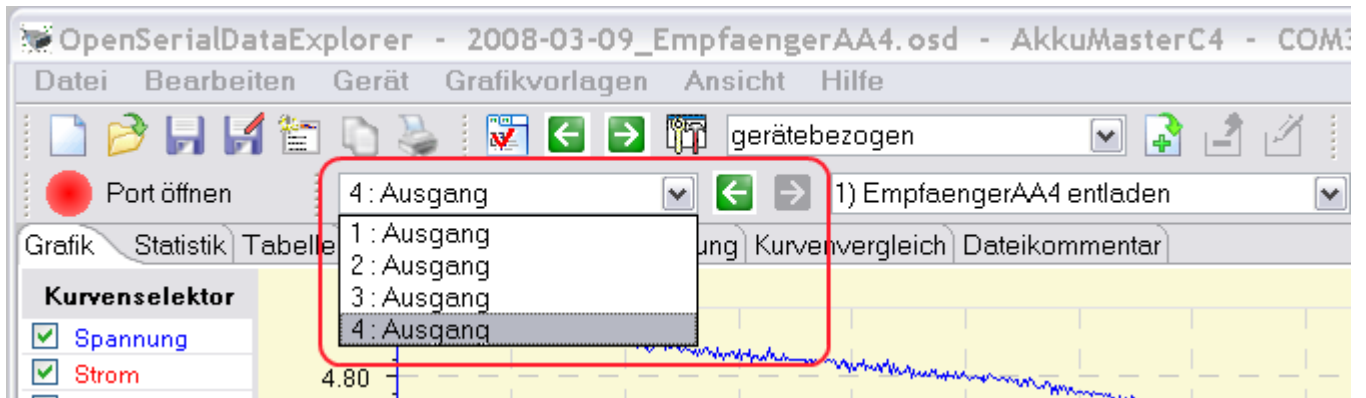 OpenSerialDataExplorer - 2008-03-09_EmpfaengerAA4.osd - AkkuMasterC4 - COM3
Datei Bearbeiten Gerät Grafikvorlagen Ansicht Hilfe
gerätebezogen
Port öffnen 4 : Ausgang 1) EmpfaengerAA4 entladen
Grafik Statistik Tabelle Kurvenvergleich Dateikommentar
1 : Ausgang
2 : Ausgang
3 : Ausgang
4 : Ausgang
Kurvenselektor
Spannung
Strom
4.80